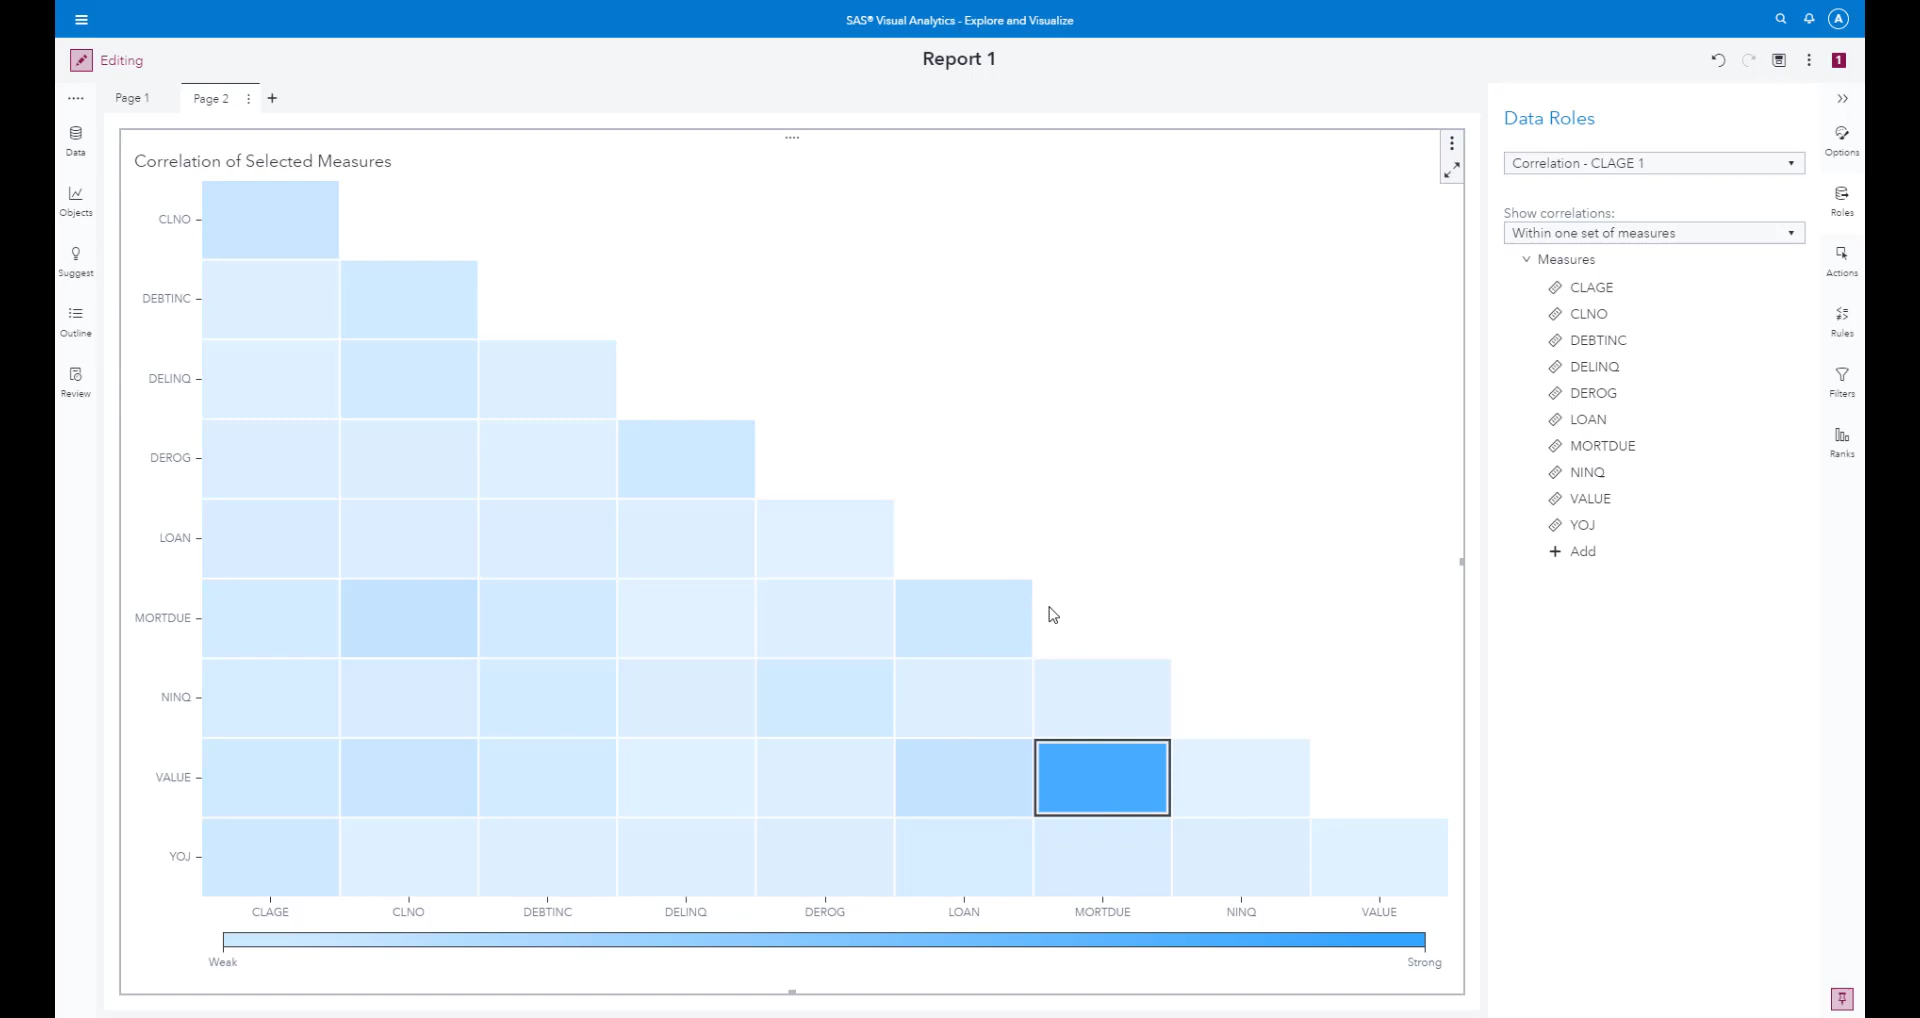 SAS® Visual Analytics - Explore and Visualize
A
Editing
Report 1
1
Page 1
Page 2
Data
Objects
Suggest
Outline
Review
Correlation of Selected Measures
CLNO
DEBTINC
DELINQ
DEROG
LOAN
MORTDUE
NINQ
VALUE
YOJ
CLAGE
CLNO
DEBTINC
DELINQ
DEROG
LOAN
MORTDUE
NINQ
VALUE
Weak
Strong
Data Roles
Correlation - CLAGE 1
Show correlations:
Within one set of measures
Measures
CLAGE
CLNO
DEBTINC
DELINQ
DEROG
LOAN
MORTDUE
NINQ
VALUE
YOJ
Add
Options
Roles
Actions
Rules
Filters
Ranks